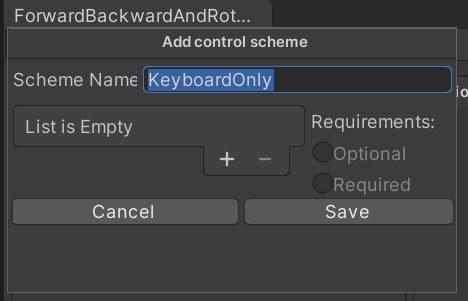 ForwardBackwardAndRot...
Add control scheme
Scheme Name KeyboardOnly
List is Empty
Requirements:
+ −
Optional
Required
Cancel Save